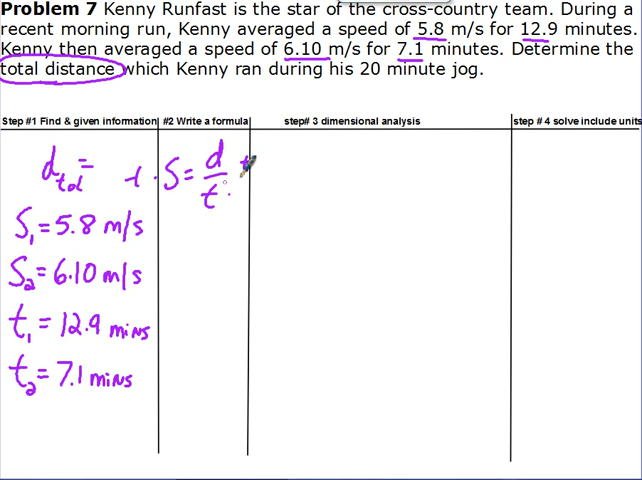 Problem 7 Kenny Runfast is the star of the cross-country team. During a
recent morning run, Kenny averaged a speed of 5.8 m/s for 12.9 minutes.
Kenny then averaged a speed of 6.10 m/s for 7.1 minutes. Determine the
total distance which Kenny ran during his 20 minute jog.
Step #1 Find & given information #2 Write a formula step# 3 dimensional analysis step # 4 solve include units
d tot = t · S = d/t · t
S1 = 5.8 m/s
S2 = 6.10 m/s
t1 = 12.9 mins
t2 = 7.1 mins